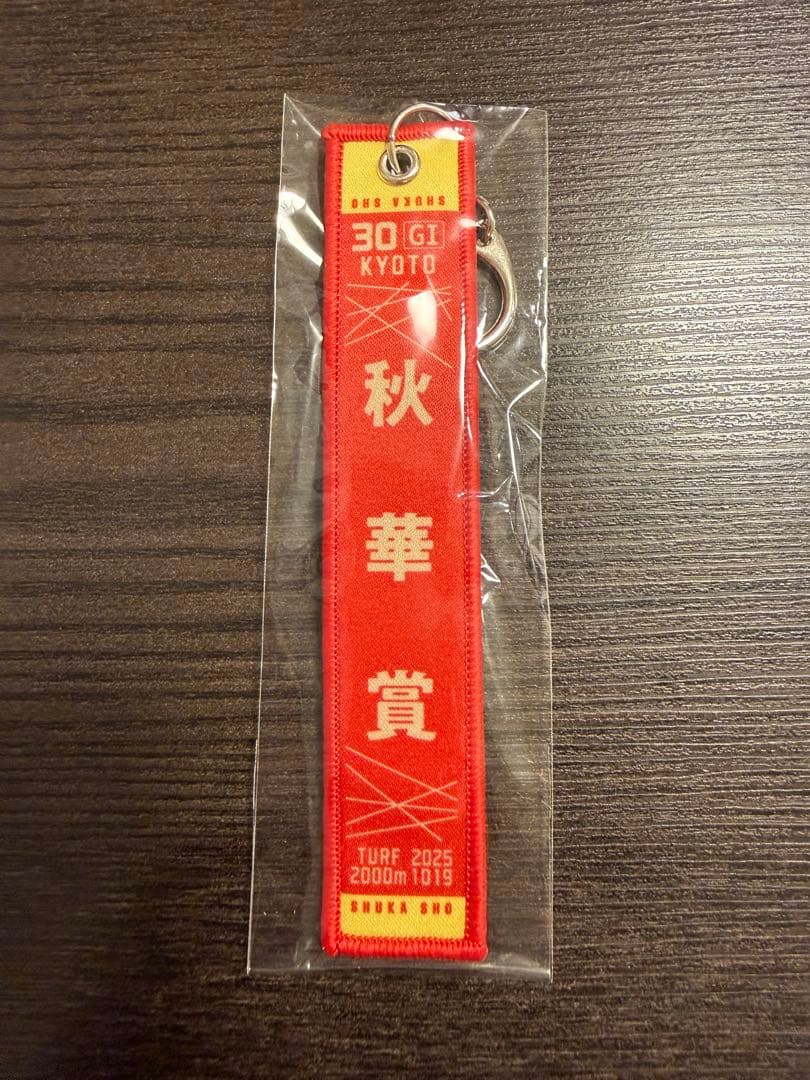 SHUKA SHO
30 GI
KYOTO
秋
華
賞
TURF 2025
2000m 1019
SHUKA SHO